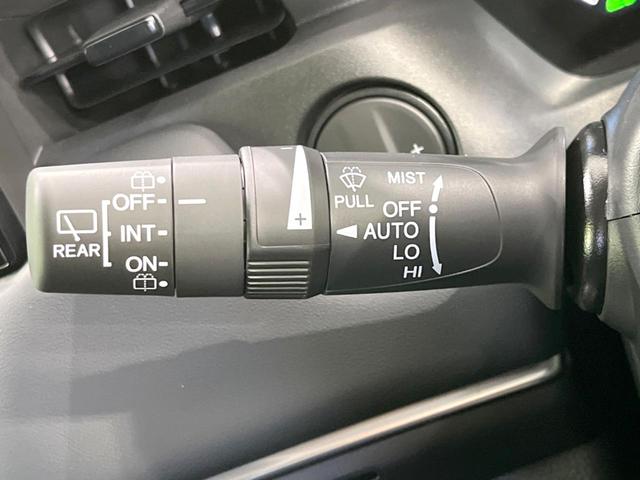 REAR
OFF
INT
ON
- +
PULL
MIST
OFF
AUTO
LO
HI
+